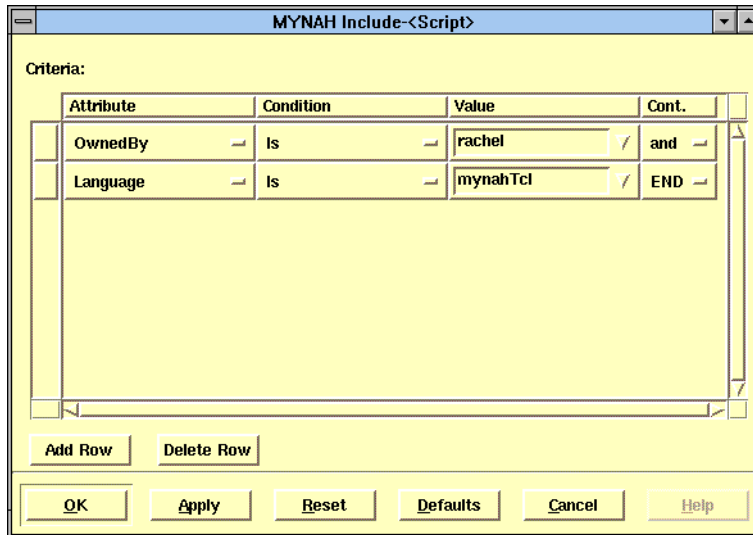 MYNAH Include-<Script>
Criteria:
Attribute Condition Value Cont.
OwnedBy Is rachel and
Language Is mynahTcl END
Add Row Delete Row
OK Apply Reset Defaults Cancel Help